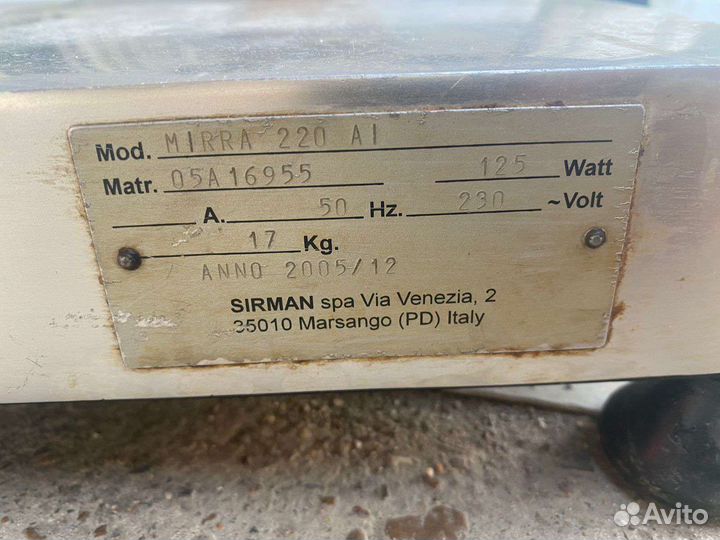 Mod. MIRRA 220 AI
Matr. 05A16955 125 Watt
A. 50 Hz. 230 ~Volt
17 Kg.
ANNO 2005/12
SIRMAN spa Via Venezia, 2
35010 Marsango (PD) Italy
Avito